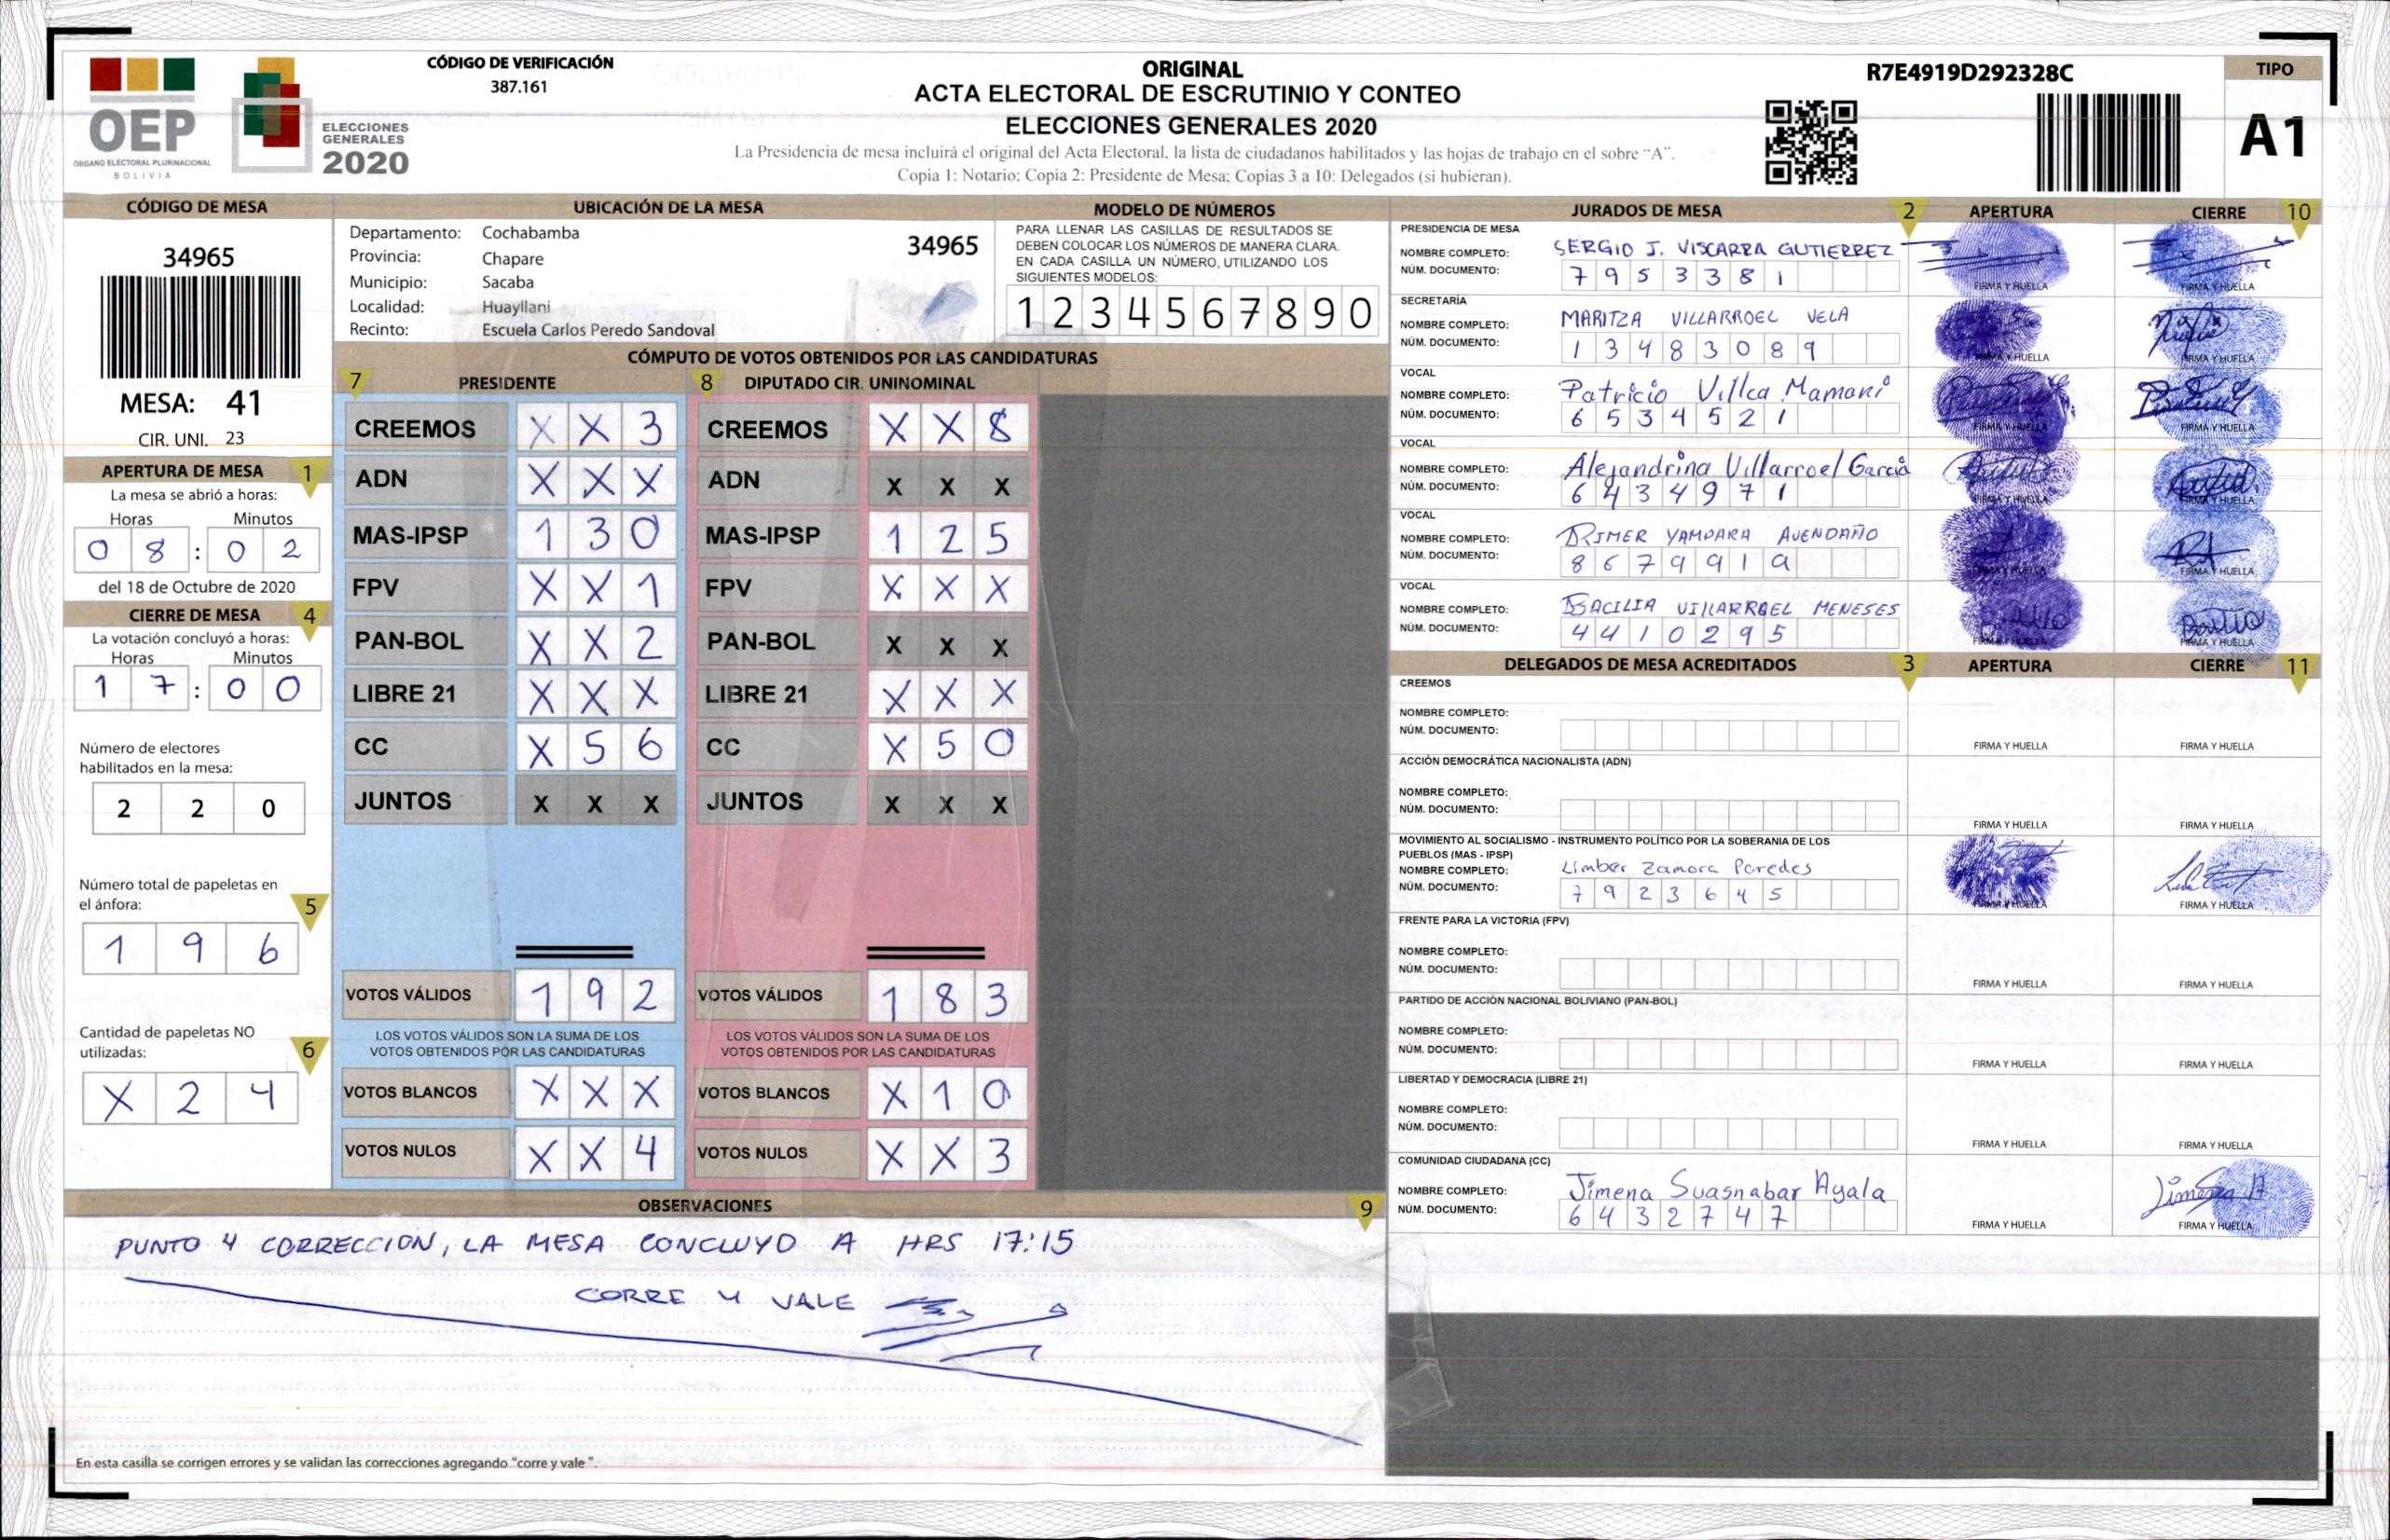 CÓDIGO DE VERIFICACIÓN
387.161
OEP
ÓRGANO ELECTORAL PLURINACIONAL
BOLIVIA
ELECCIONES
GENERALES
2020
ORIGINAL
ACTA ELECTORAL DE ESCRUTINIO Y CONTEO
ELECCIONES GENERALES 2020
La Presidencia de mesa incluirá el original del Acta Electoral, la lista de ciudadanos habilitados y las hojas de trabajo en el sobre "A".
Copia 1: Notario; Copia 2: Presidente de Mesa; Copias 3 a 10: Delegados (si hubieran).
R7E4919D292328C
TIPO
A1
CÓDIGO DE MESA
34965
MESA: 41
CIR. UNI. 23
APERTURA DE MESA 1
La mesa se abrió a horas:
Horas Minutos
0 8 : 0 2
del 18 de Octubre de 2020
CIERRE DE MESA 4
La votación concluyó a horas:
Horas Minutos
1 7 : 0 0
Número de electores
habilitados en la mesa:
2 2 0
Número total de papeletas en
el ánfora: 5
1 9 6
Cantidad de papeletas NO
utilizadas: 6
X 2 4
UBICACIÓN DE LA MESA
Departamento: Cochabamba
Provincia: Chapare
Municipio: Sacaba
Localidad: Huayllani
Recinto: Escuela Carlos Peredo Sandoval
34965
MODELO DE NÚMEROS
PARA LLENAR LAS CASILLAS DE RESULTADOS SE
DEBEN COLOCAR LOS NÚMEROS DE MANERA CLARA.
EN CADA CASILLA UN NÚMERO, UTILIZANDO LOS
SIGUIENTES MODELOS:
1 2 3 4 5 6 7 8 9 0
CÓMPUTO DE VOTOS OBTENIDOS POR LAS CANDIDATURAS
7 PRESIDENTE 8 DIPUTADO CIR. UNINOMINAL
CREEMOS X X 3 CREEMOS X X 8
ADN X X X ADN X X X
MAS-IPSP 1 3 0 MAS-IPSP 1 2 5
FPV X X 1 FPV X X X
PAN-BOL X X 2 PAN-BOL X X X
LIBRE 21 X X X LIBRE 21 X X X
CC X 5 6 CC X 5 0
JUNTOS X X X JUNTOS X X X
VOTOS VÁLIDOS 1 9 2 VOTOS VÁLIDOS 1 8 3
LOS VOTOS VÁLIDOS SON LA SUMA DE LOS LOS VOTOS VÁLIDOS SON LA SUMA DE LOS
VOTOS OBTENIDOS POR LAS CANDIDATURAS VOTOS OBTENIDOS POR LAS CANDIDATURAS
VOTOS BLANCOS X X X VOTOS BLANCOS X 1 0
VOTOS NULOS X X 4 VOTOS NULOS X X 3
OBSERVACIONES 9
PUNTO 4 CORRECCION, LA MESA CONCLUYO A HRS 17:15
CORRE Y VALE
En esta casilla se corrigen errores y se validan las correcciones agregando "corre y vale ".
JURADOS DE MESA 2 APERTURA CIERRE 10
PRESIDENCIA DE MESA
NOMBRE COMPLETO: SERGIO J. VISCARRA GUTIERREZ
NÚM. DOCUMENTO: 7 9 5 3 3 8 1
FIRMA Y HUELLA FIRMA Y HUELLA
SECRETARÍA
NOMBRE COMPLETO: MARITZA VILLARROEL VELA
NÚM. DOCUMENTO: 1 3 4 8 3 0 8 9
FIRMA Y HUELLA FIRMA Y HUELLA
VOCAL
NOMBRE COMPLETO: Patricio Villca Mamani
NÚM. DOCUMENTO: 6 5 3 4 5 2 1
FIRMA Y HUELLA FIRMA Y HUELLA
VOCAL
NOMBRE COMPLETO: Alejandrina Villarroel Garcia
NÚM. DOCUMENTO: 6 4 3 4 9 7 1
FIRMA Y HUELLA FIRMA Y HUELLA
VOCAL
NOMBRE COMPLETO: RIMER YAMPARA AVENDAÑO
NÚM. DOCUMENTO: 8 6 7 9 9 1 9
FIRMA Y HUELLA FIRMA Y HUELLA
VOCAL
NOMBRE COMPLETO: BACILIA VILLARROEL MENESES
NÚM. DOCUMENTO: 4 4 1 0 2 9 5
FIRMA Y HUELLA FIRMA Y HUELLA
DELEGADOS DE MESA ACREDITADOS 3 APERTURA CIERRE 11
CREEMOS
NOMBRE COMPLETO:
NÚM. DOCUMENTO:
FIRMA Y HUELLA FIRMA Y HUELLA
ACCIÓN DEMOCRÁTICA NACIONALISTA (ADN)
NOMBRE COMPLETO:
NÚM. DOCUMENTO:
FIRMA Y HUELLA FIRMA Y HUELLA
MOVIMIENTO AL SOCIALISMO - INSTRUMENTO POLÍTICO POR LA SOBERANIA DE LOS
PUEBLOS (MAS - IPSP)
NOMBRE COMPLETO: Limber Zamora Paredes
NÚM. DOCUMENTO: 7 9 2 3 6 4 5
FIRMA Y HUELLA FIRMA Y HUELLA
FRENTE PARA LA VICTORIA (FPV)
NOMBRE COMPLETO:
NÚM. DOCUMENTO:
FIRMA Y HUELLA FIRMA Y HUELLA
PARTIDO DE ACCIÓN NACIONAL BOLIVIANO (PAN-BOL)
NOMBRE COMPLETO:
NÚM. DOCUMENTO:
FIRMA Y HUELLA FIRMA Y HUELLA
LIBERTAD Y DEMOCRACIA (LIBRE 21)
NOMBRE COMPLETO:
NÚM. DOCUMENTO:
FIRMA Y HUELLA FIRMA Y HUELLA
COMUNIDAD CIUDADANA (CC)
NOMBRE COMPLETO: Jimena Suasnabar Ayala
NÚM. DOCUMENTO: 6 4 3 2 7 4 7
FIRMA Y HUELLA FIRMA Y HUELLA